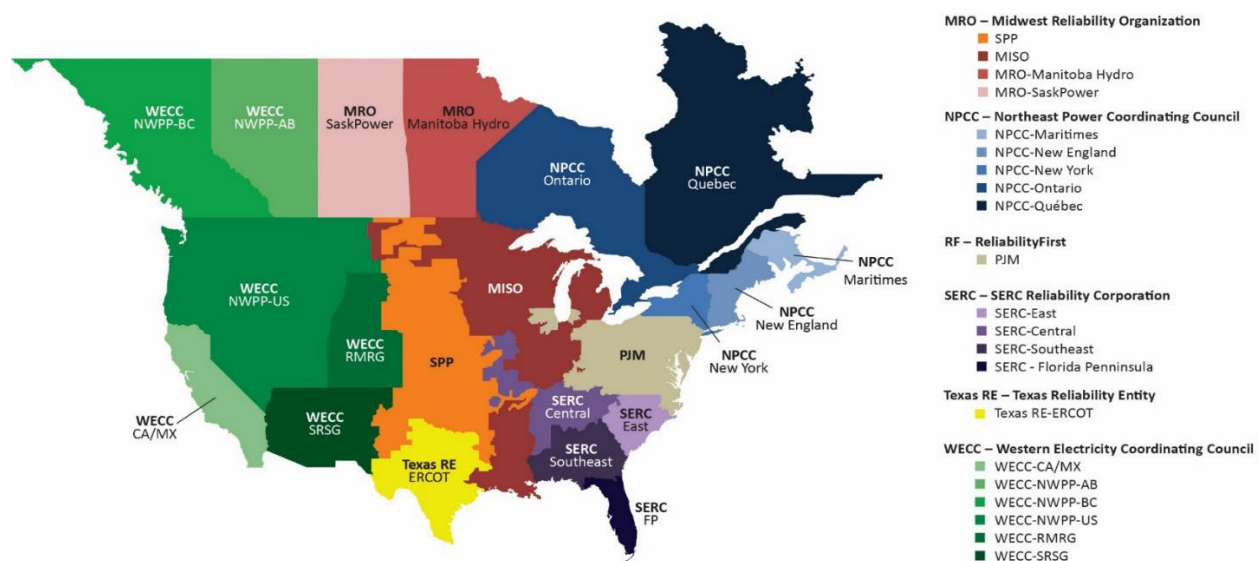 WECC
NWPP-BC
WECC
NWPP-AB
MRO
SaskPower
MRO
Manitoba Hydro
NPCC
Ontario
NPCC
Quebec
WECC
NWPP-US
MISO
NPCC
Maritimes
NPCC
New England
NPCC
New York
WECC
RMRG
SPP
PJM
WECC
CA/MX
WECC
SRSG
SERC
Central
SERC
East
SERC
Southeast
Texas RE
ERCOT
SERC
FP
MRO – Midwest Reliability Organization
SPP
MISO
MRO-Manitoba Hydro
MRO-SaskPower
NPCC – Northeast Power Coordinating Council
NPCC-Maritimes
NPCC-New England
NPCC-New York
NPCC-Ontario
NPCC-Québec
RF – ReliabilityFirst
PJM
SERC – SERC Reliability Corporation
SERC-East
SERC-Central
SERC-Southeast
SERC - Florida Penninsula
Texas RE – Texas Reliability Entity
Texas RE-ERCOT
WECC – Western Electricity Coordinating Council
WECC-CA/MX
WECC-NWPP-AB
WECC-NWPP-BC
WECC-NWPP-US
WECC-RMRG
WECC-SRSG